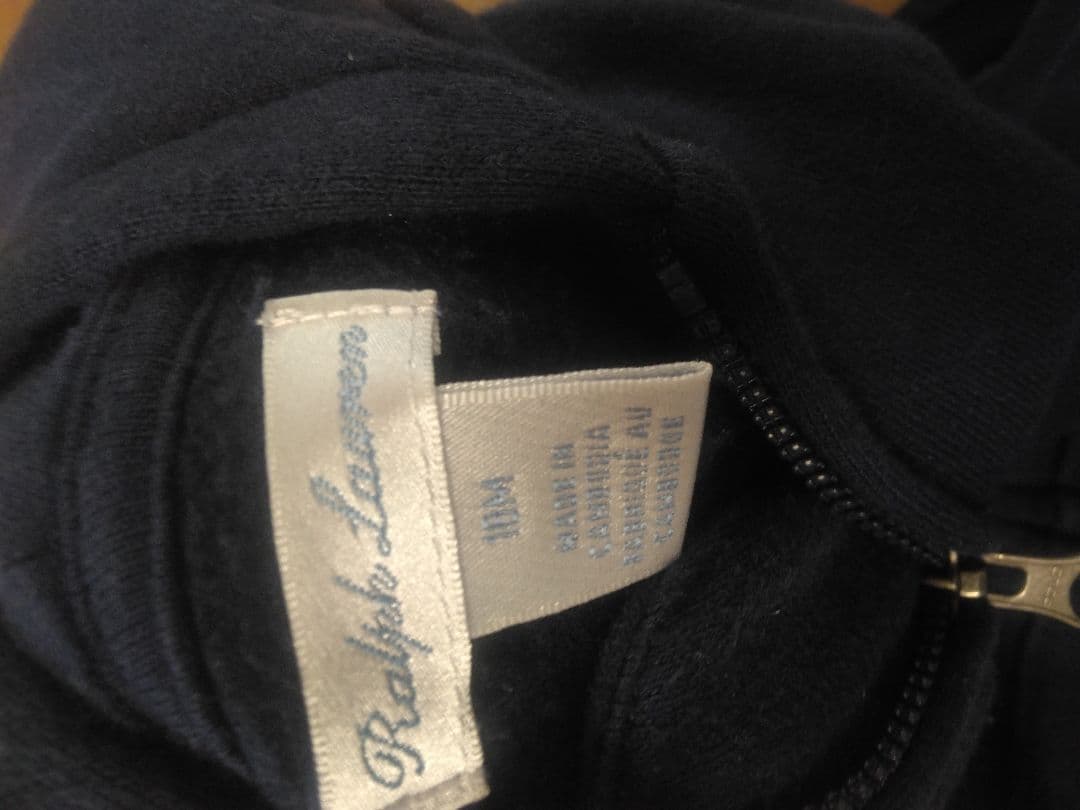 Ralph Lauren
10M
MADE IN
CAMBODIA
FABRIQUÉ AU
CAMBODGE